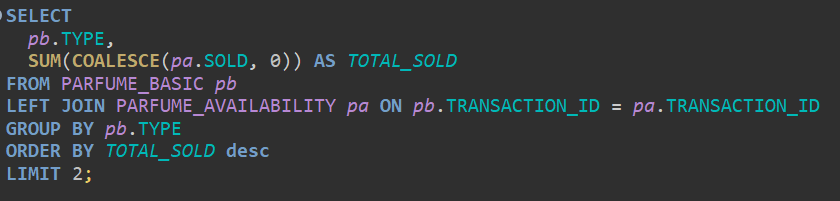 SELECT
pb.TYPE,
SUM(COALESCE(pa.SOLD, 0)) AS TOTAL_SOLD
FROM PARFUME_BASIC pb
LEFT JOIN PARFUME_AVAILABILITY pa ON pb.TRANSACTION_ID = pa.TRANSACTION_ID
GROUP BY pb.TYPE
ORDER BY TOTAL_SOLD desc
LIMIT 2;